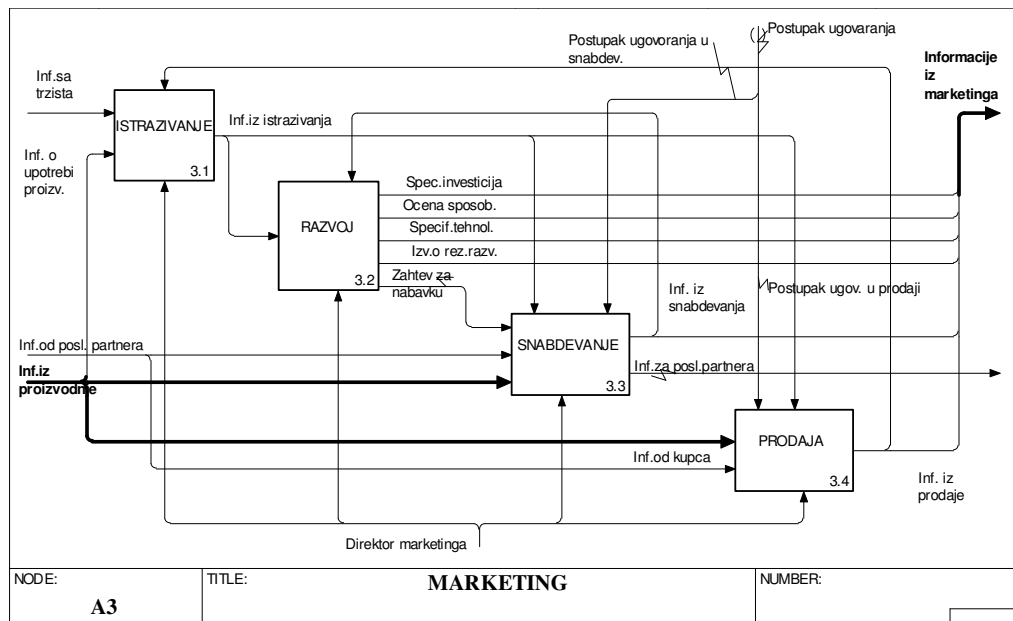 Postupak ugovoranja u
snabdev.
Postupak ugovaranja
Informacije
iz
marketinga
Inf.sa
trzista
ISTRAZIVANJE
3.1
Inf.iz istrazivanja
Inf. o
upotrebi
proizv.
RAZVOJ
3.2
Spec.investicija
Ocena sposob.
Specif.tehnol.
Izv.o rez.razv.
Zahtev za
nabavku
Inf. iz
snabdevanja
Postupak ugov. u prodaji
Inf.od posl. partnera
SNABDEVANJE
3.3
Inf.iz
proizvodnje
Inf.za posl.partnera
PRODAJA
3.4
Inf.od kupca
Inf. iz
prodaje
Direktor marketinga
NODE:
A3
TITLE:
MARKETING
NUMBER: